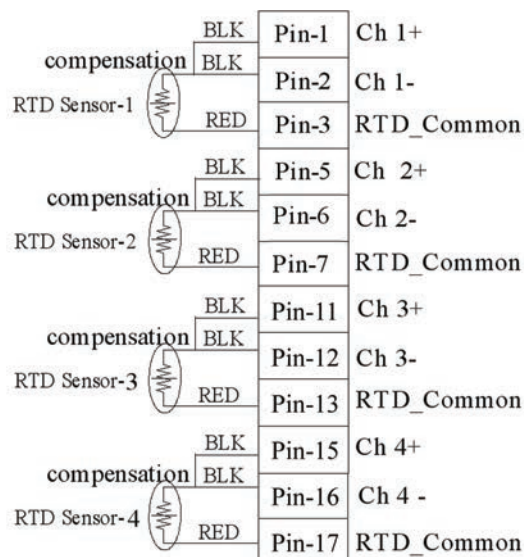 BLK Pin-1 Ch 1+
compensation BLK Pin-2 Ch 1-
RTD Sensor-1 RED Pin-3 RTD_Common
BLK Pin-5 Ch 2+
compensation BLK Pin-6 Ch 2-
RTD Sensor-2 RED Pin-7 RTD_Common
BLK Pin-11 Ch 3+
compensation BLK Pin-12 Ch 3-
RTD Sensor-3 RED Pin-13 RTD_Common
BLK Pin-15 Ch 4+
compensation BLK Pin-16 Ch 4 -
RTD Sensor-4 RED Pin-17 RTD_Common